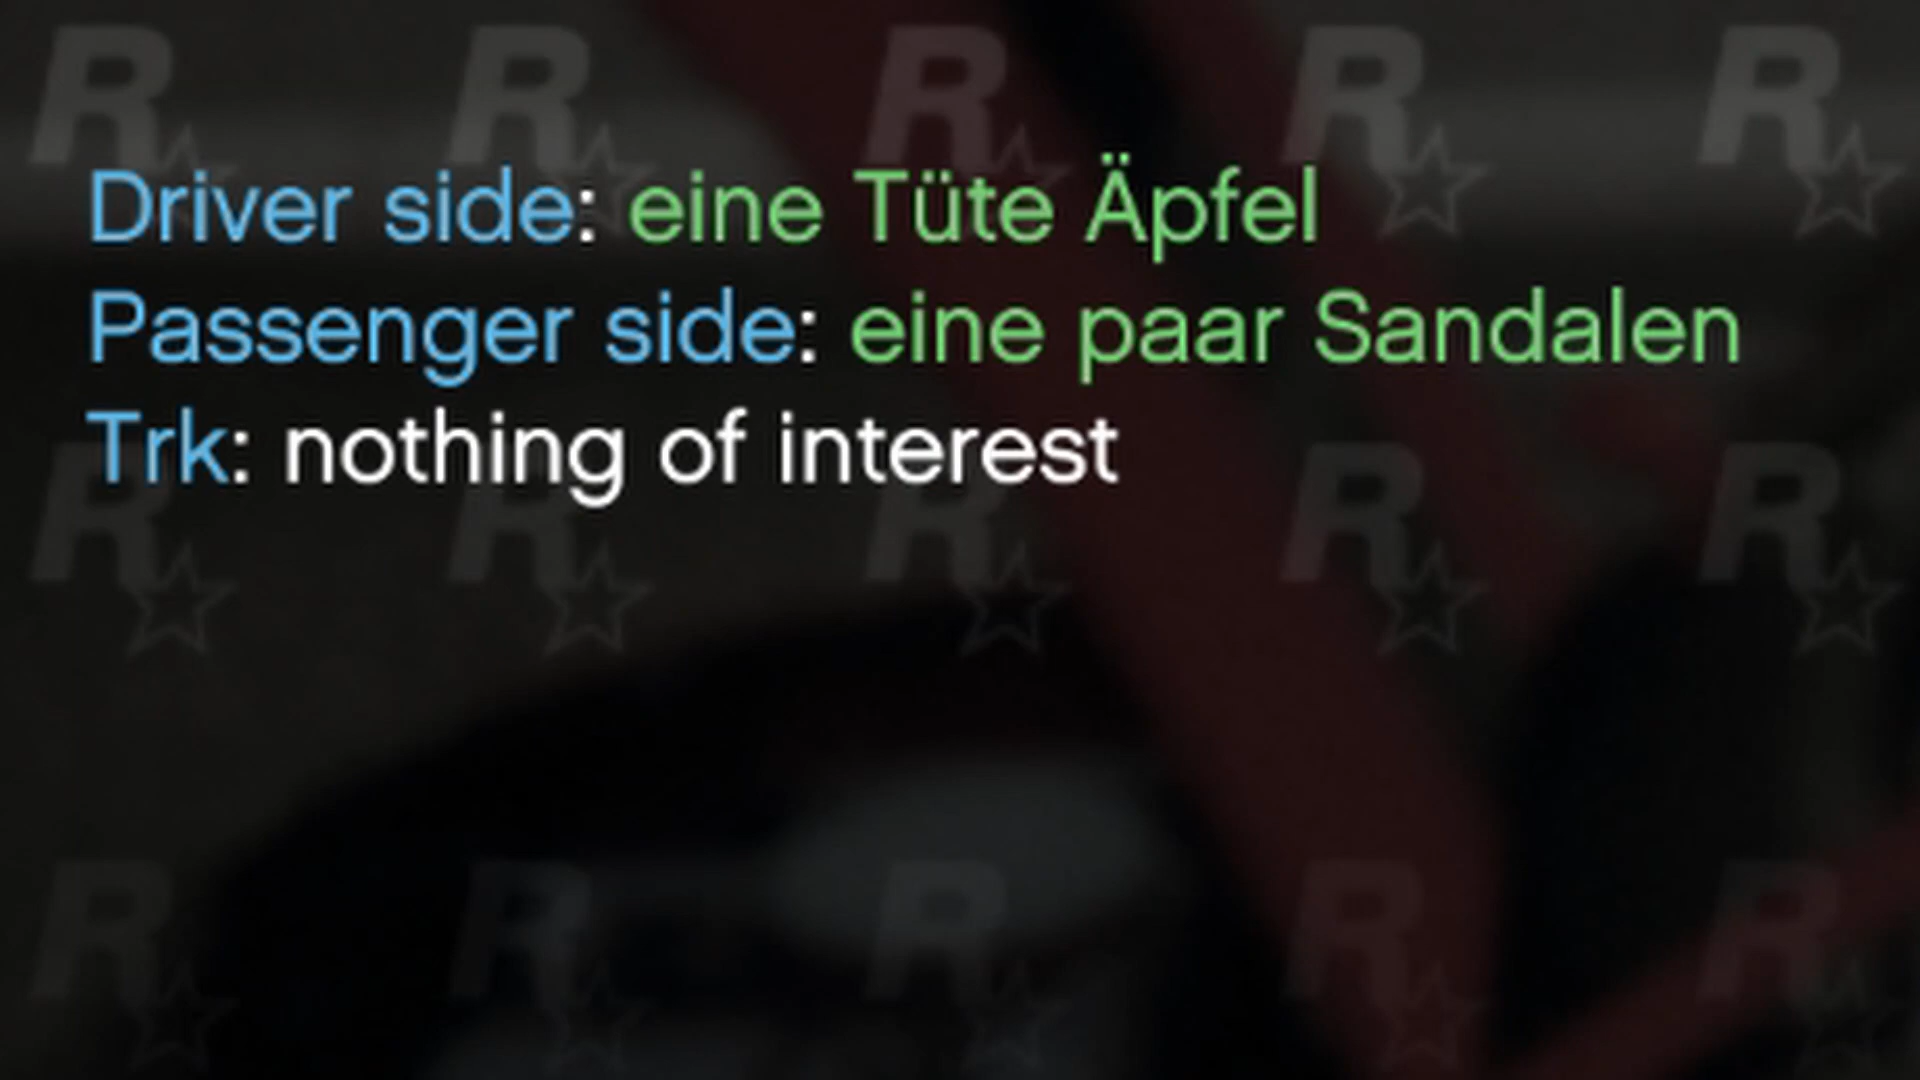 Driver side: eine Tüte Äpfel
Passenger side: eine paar Sandalen
Trk: nothing of interest